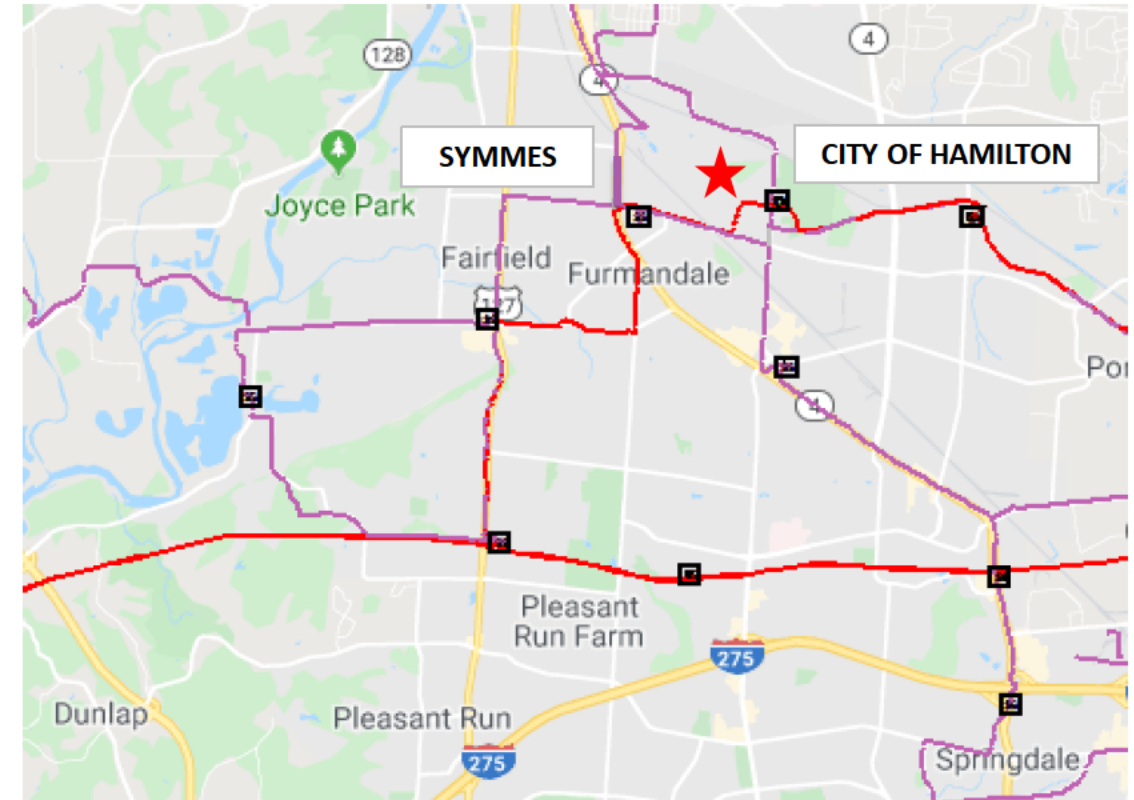 128
4
4
SYMMES
CITY OF HAMILTON
Joyce Park
Fairfield
Furmandale
127
Por
4
Pleasant
Run Farm
275
Dunlap
Pleasant Run
275
Springdale